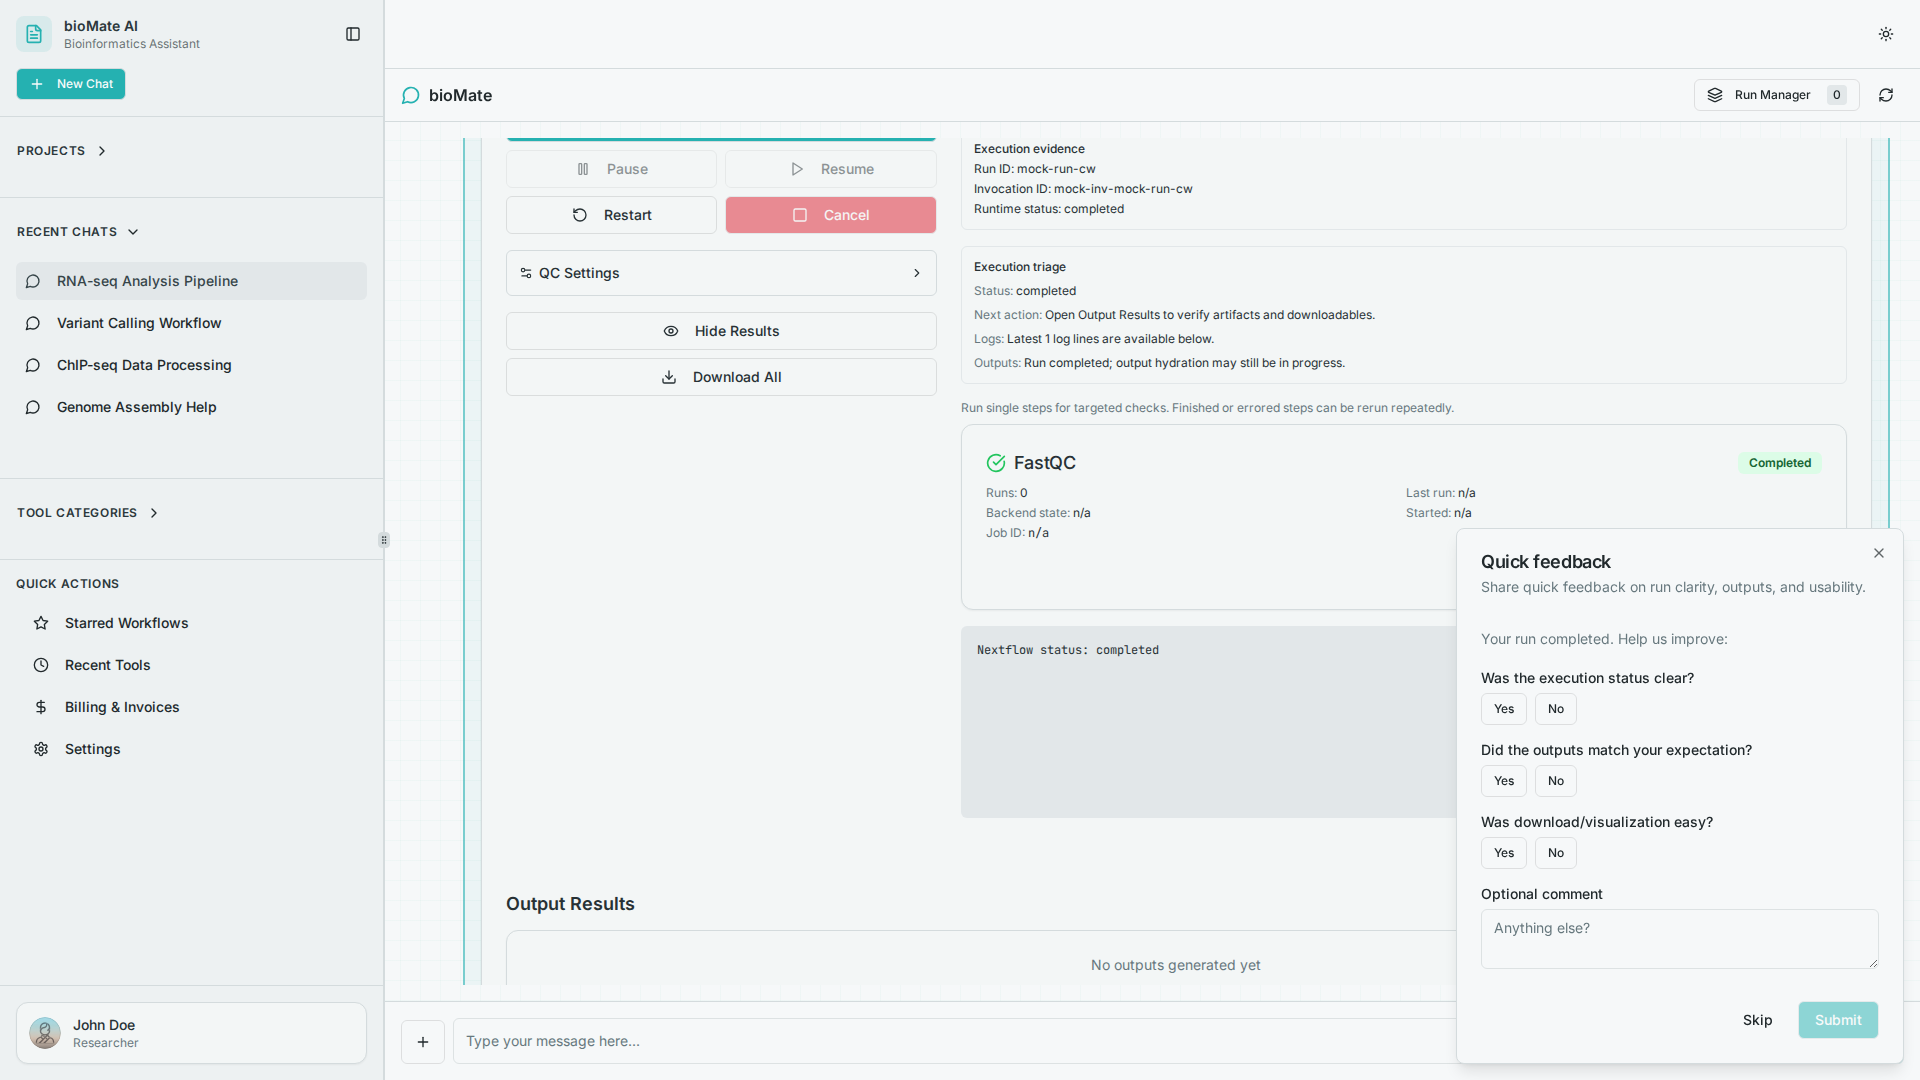 bioMate AI
Bioinformatics Assistant
New Chat
PROJECTS
RECENT CHATS
RNA-seq Analysis Pipeline
Variant Calling Workflow
ChIP-seq Data Processing
Genome Assembly Help
TOOL CATEGORIES
QUICK ACTIONS
Starred Workflows
Recent Tools
Billing & Invoices
Settings
John Doe
Researcher
bioMate
Run Manager 0
Pause
Resume
Restart
Cancel
QC Settings
Hide Results
Download All
Execution evidence
Run ID: mock-run-cw
Invocation ID: mock-inv-mock-run-cw
Runtime status: completed
Execution triage
Status: completed
Next action: Open Output Results to verify artifacts and downloadables.
Logs: Latest 1 log lines are available below.
Outputs: Run completed; output hydration may still be in progress.
Run single steps for targeted checks. Finished or errored steps can be rerun repeatedly.
FastQC
Completed
Runs: 0
Last run: n/a
Backend state: n/a
Started: n/a
Job ID: n/a
Nextflow status: completed
Output Results
No outputs generated yet
Type your message here...
Quick feedback
Share quick feedback on run clarity, outputs, and usability.
Your run completed. Help us improve:
Was the execution status clear?
Yes No
Did the outputs match your expectation?
Yes No
Was download/visualization easy?
Yes No
Optional comment
Anything else?
Skip
Submit